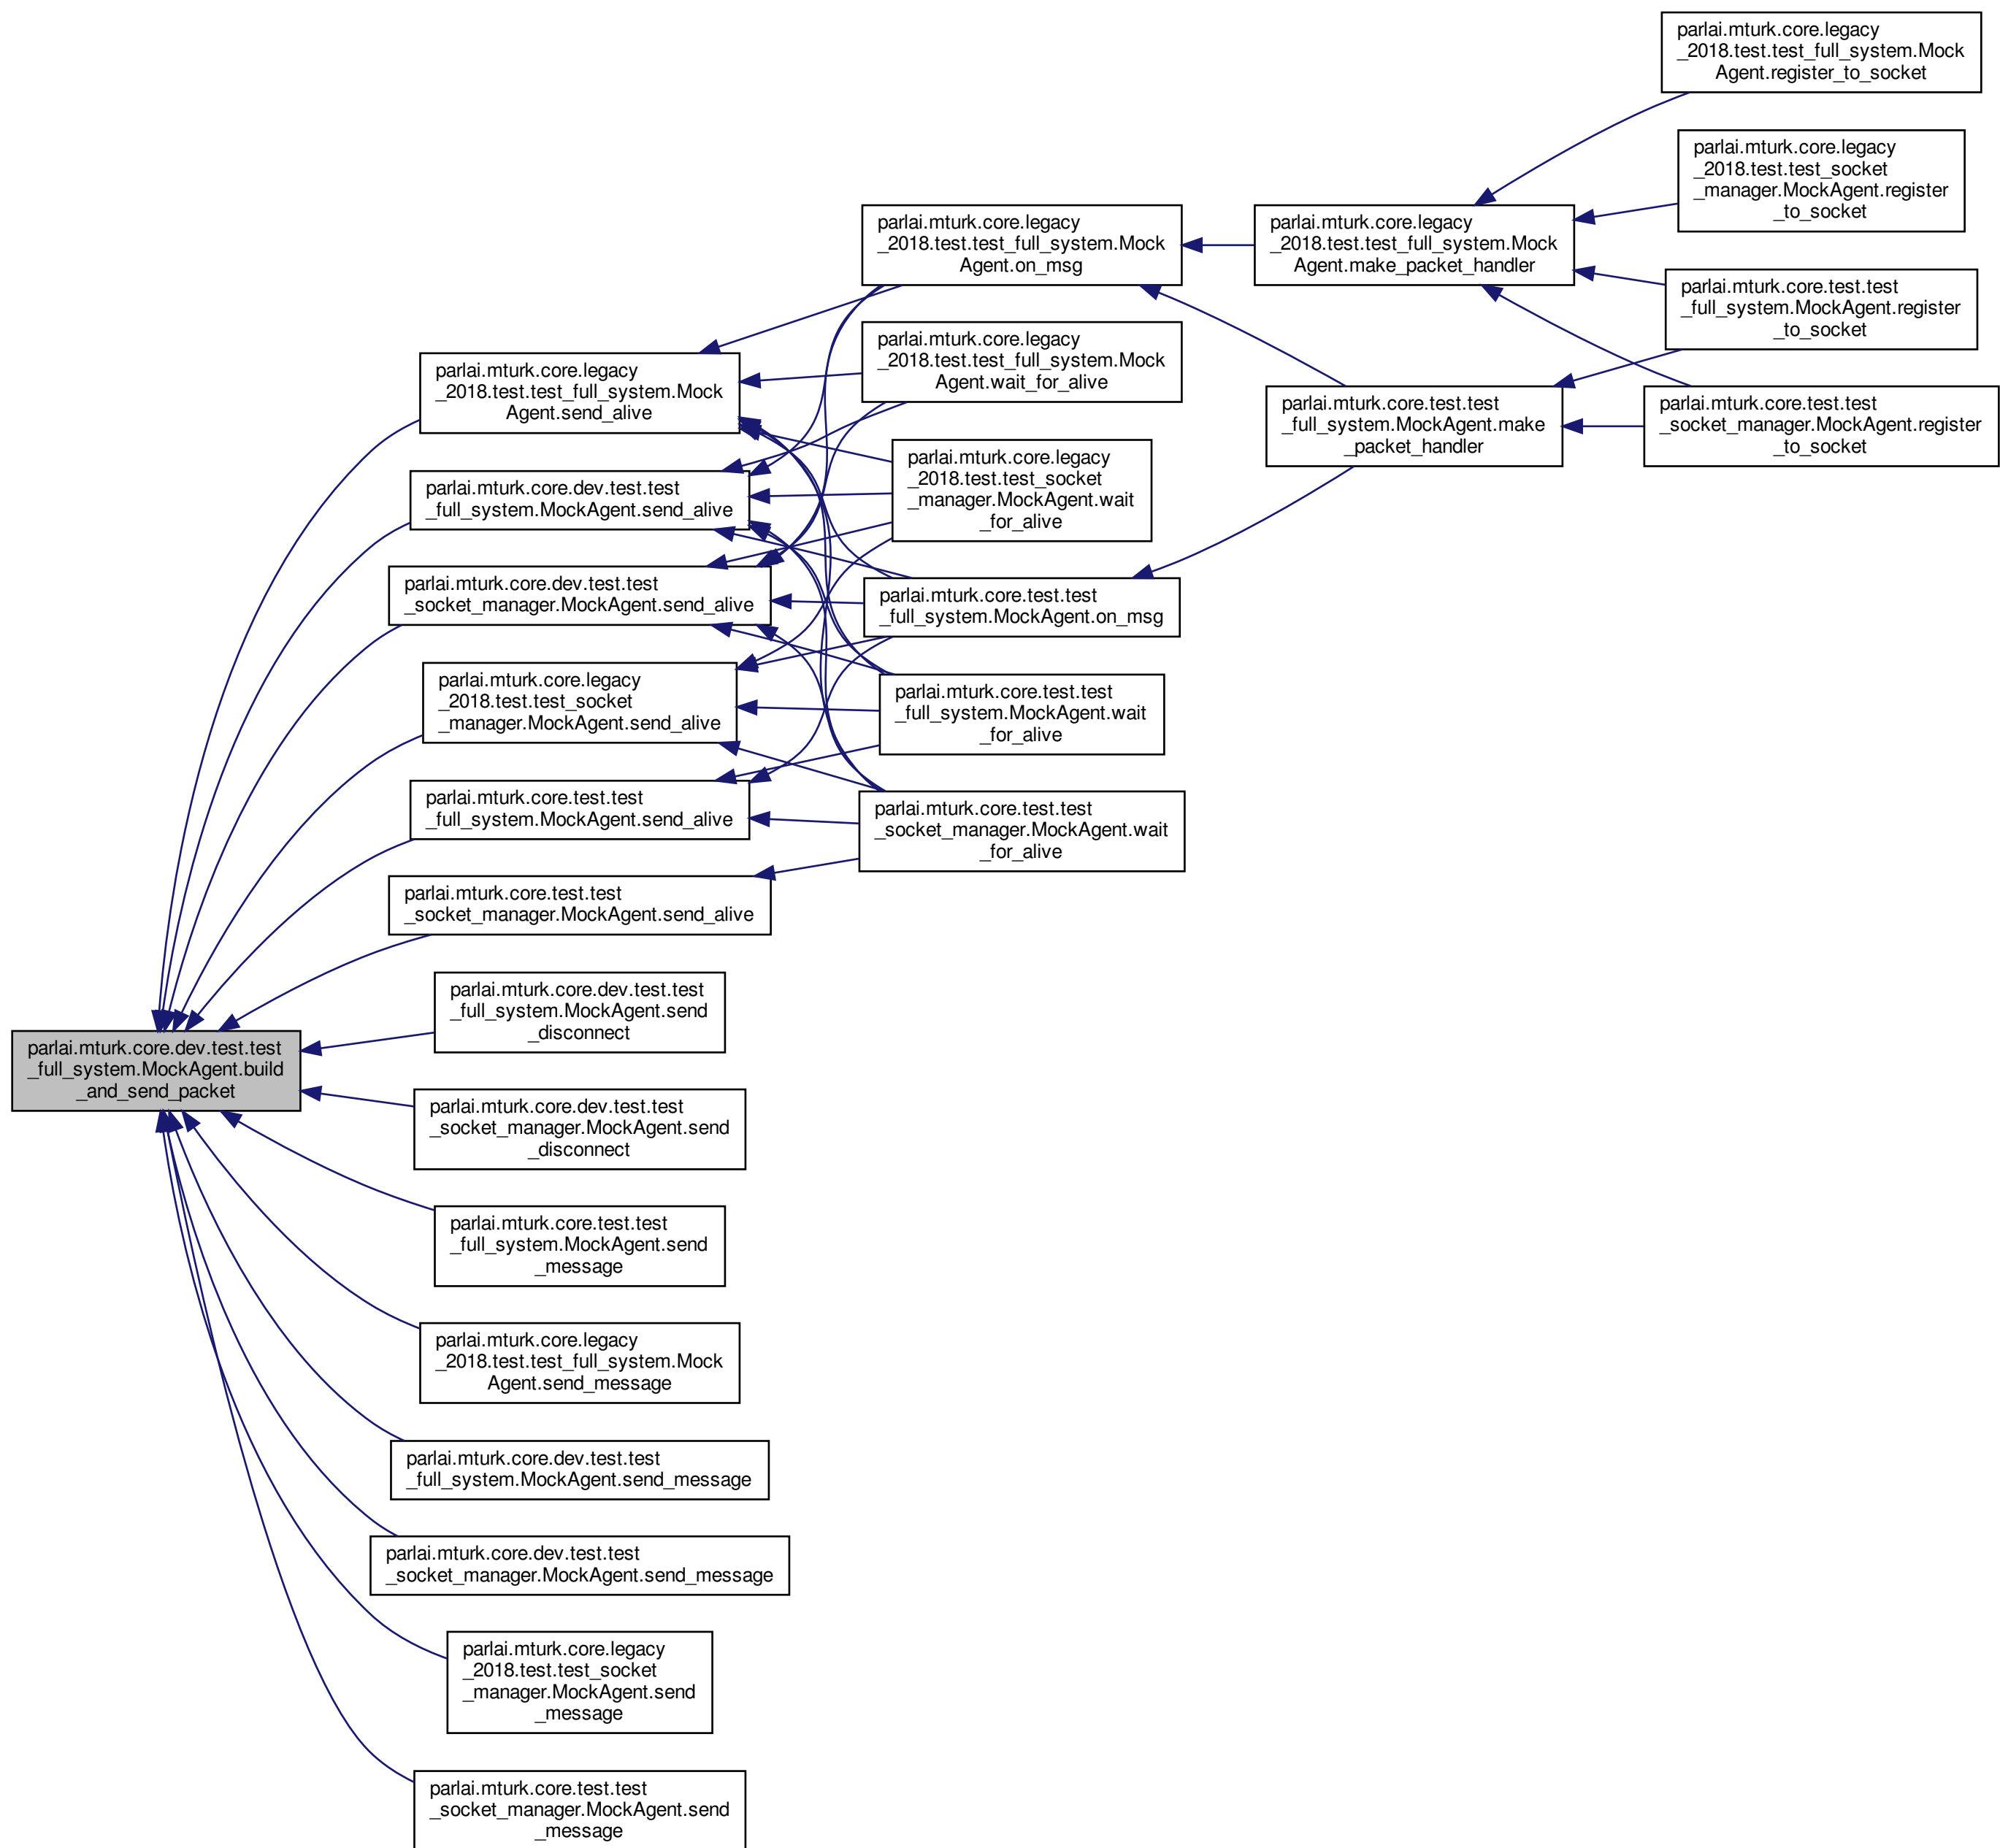 parlai.mturk.core.legacy
_2018.test.test_full_system.Mock
Agent.register_to_socket
parlai.mturk.core.legacy
_2018.test.test_socket
_manager.MockAgent.register
_to_socket
parlai.mturk.core.legacy
_2018.test.test_full_system.Mock
Agent.on_msg
parlai.mturk.core.legacy
_2018.test.test_full_system.Mock
Agent.make_packet_handler
parlai.mturk.core.test.test
_full_system.MockAgent.register
_to_socket
parlai.mturk.core.legacy
_2018.test.test_full_system.Mock
Agent.wait_for_alive
parlai.mturk.core.legacy
_2018.test.test_full_system.Mock
Agent.send_alive
parlai.mturk.core.test.test
_full_system.MockAgent.make
_packet_handler
parlai.mturk.core.test.test
_socket_manager.MockAgent.register
_to_socket
parlai.mturk.core.legacy
_2018.test.test_socket
_manager.MockAgent.wait
_for_alive
parlai.mturk.core.dev.test.test
_full_system.MockAgent.send_alive
parlai.mturk.core.dev.test.test
_socket_manager.MockAgent.send_alive
parlai.mturk.core.test.test
_full_system.MockAgent.on_msg
parlai.mturk.core.legacy
_2018.test.test_socket
_manager.MockAgent.send_alive
parlai.mturk.core.test.test
_full_system.MockAgent.wait
_for_alive
parlai.mturk.core.test.test
_full_system.MockAgent.send_alive
parlai.mturk.core.test.test
_socket_manager.MockAgent.wait
_for_alive
parlai.mturk.core.test.test
_socket_manager.MockAgent.send_alive
parlai.mturk.core.dev.test.test
_full_system.MockAgent.send
_disconnect
parlai.mturk.core.dev.test.test
_full_system.MockAgent.build
_and_send_packet
parlai.mturk.core.dev.test.test
_socket_manager.MockAgent.send
_disconnect
parlai.mturk.core.test.test
_full_system.MockAgent.send
_message
parlai.mturk.core.legacy
_2018.test.test_full_system.Mock
Agent.send_message
parlai.mturk.core.dev.test.test
_full_system.MockAgent.send_message
parlai.mturk.core.dev.test.test
_socket_manager.MockAgent.send_message
parlai.mturk.core.legacy
_2018.test.test_socket
_manager.MockAgent.send
_message
parlai.mturk.core.test.test
_socket_manager.MockAgent.send
_message